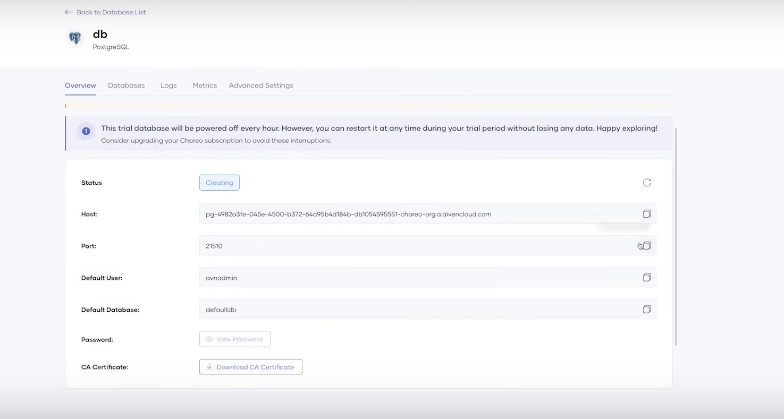 Back to Database List
db
PostgreSQL
Overview Databases Logs Metrics Advanced Settings
This trial database will be powered off every hour. However, you can restart it at any time during your trial period without losing any data. Happy exploring!
Consider upgrading your Choreo subscription to avoid these interruptions.
Status Creating
Host: pg-4982a3fe-045e-4500-b372-64a95b4d184b-db1054595551-choreo-org.a.aivencloud.com
Port: 21510
Default User: avnadmin
Default Database: defaultdb
Password: View Password
CA Certificate: Download CA Certificate